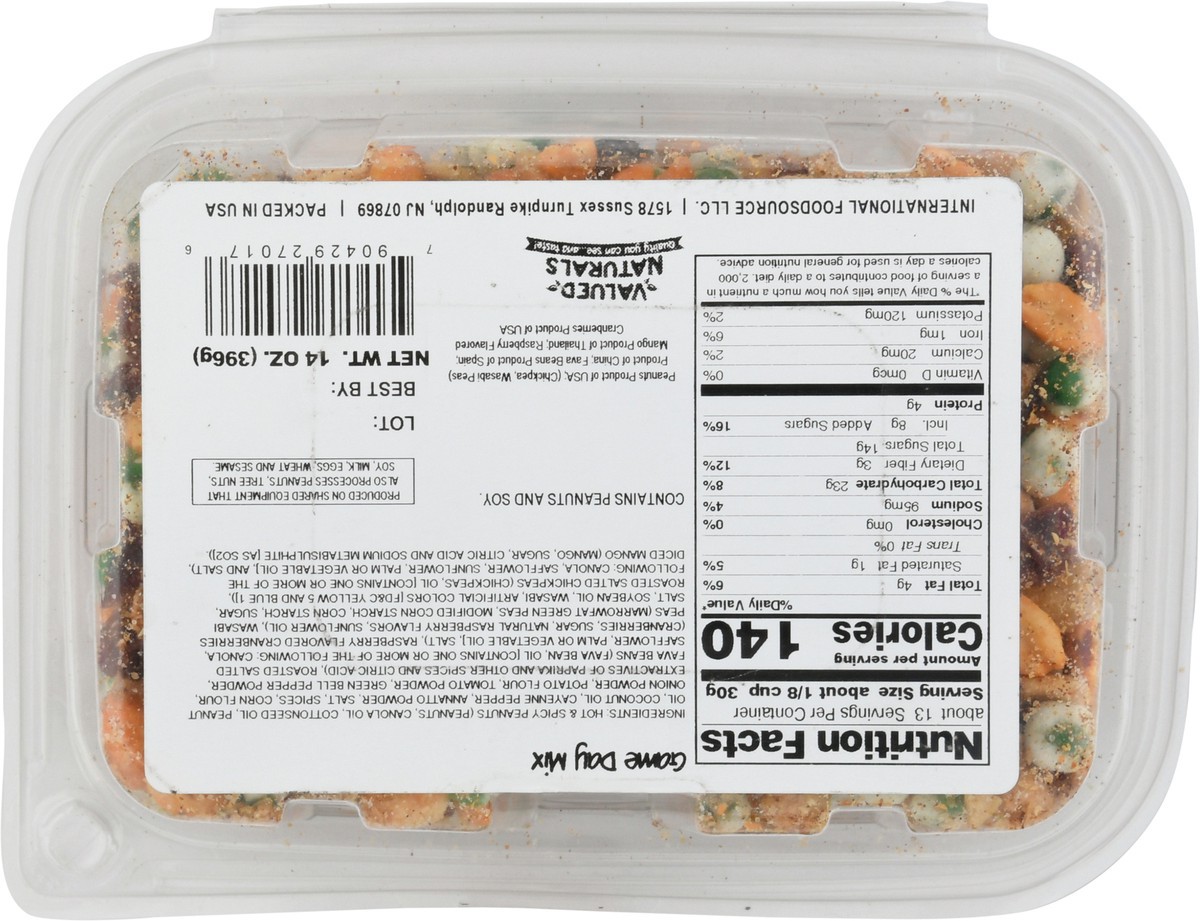 Game Day Mix
Nutrition Facts
about 13 Servings Per Container
Serving Size about 1/8 cup 30g
Amount per serving
Calories 140
%Daily Value*
Total Fat 4g 6%
Saturated Fat 1g 5%
Trans Fat 0%
Cholesterol 0mg 0%
Sodium 95mg 4%
Total Carbohydrate 23g 8%
Dietary Fiber 3g 12%
Total Sugars 14g
Incl. 8g Added Sugars 16%
Protein 4g
Vitamin D 0mcg 0%
Calcium 20mg 2%
Iron 1mg 6%
Potassium 120mg 2%
*The % Daily Value tells you how much a nutrient in
a serving of food contributes to a daily diet. 2,000
calories a day is used for general nutrition advice.
INGREDIENTS: HOT & SPICY PEANUTS (PEANUTS, CANOLA OIL, COTTONSEED OIL, PEANUT
OIL, COCONUT OIL, CAYENNE PEPPER, ANNATTO POWDER, SALT, SPICES, CORN FLOUR,
ONION POWDER, POTATO FLOUR, TOMATO POWDER, GREEN BELL PEPPER POWDER,
EXTRACTIVES OF PAPRIKA AND OTHER SPICES AND CITRIC ACID), ROASTED SALTED
FAVA BEANS (FAVA BEAN, OIL [CONTAINS ONE OR MORE OF THE FOLLOWING: CANOLA,
SAFFLOWER, PALM OR VEGETABLE OIL], SALT), RASPBERRY FLAVORED CRANBERRIES
(CRANBERRIES, SUGAR, NATURAL RASPBERRY FLAVORS, SUNFLOWER OIL), WASABI
PEAS (MARROWFAT GREEN PEAS, MODIFIED CORN STARCH, CORN STARCH, SUGAR,
SALT, SOYBEAN OIL, WASABI, ARTIFICIAL COLORS [FD&C YELLOW 5 AND BLUE 1]),
ROASTED SALTED CHICKPEAS (CHICKPEAS, OIL [CONTAINS ONE OR MORE OF THE
FOLLOWING: CANOLA, SAFFLOWER, SUNFLOWER, PALM OR VEGETABLE OIL], AND SALT),
DICED MANGO (MANGO, SUGAR, CITRIC ACID AND SODIUM METABISULPHITE [AS SO2]).
CONTAINS PEANUTS AND SOY.
PRODUCED ON SHARED EQUIPMENT THAT
ALSO PROCESSES PEANUTS, TREE NUTS,
SOY, MILK, EGGS, WHEAT AND SESAME
LOT:
BEST BY:
NET WT. 14 OZ. (396g)
Peanuts Product of USA, (Chickpea, Wasabi Peas)
Product of China, Fava Beans Product of Spain,
Mango Product of Thailand, Raspberry Flavored
Cranberries Product of USA
VALUED
NATURALS
Quality you can see...and taste!
7 90429 27017 6
INTERNATIONAL FOODSOURCE LLC. | 1578 Sussex Turnpike Randolph, NJ 07869 | PACKED IN USA